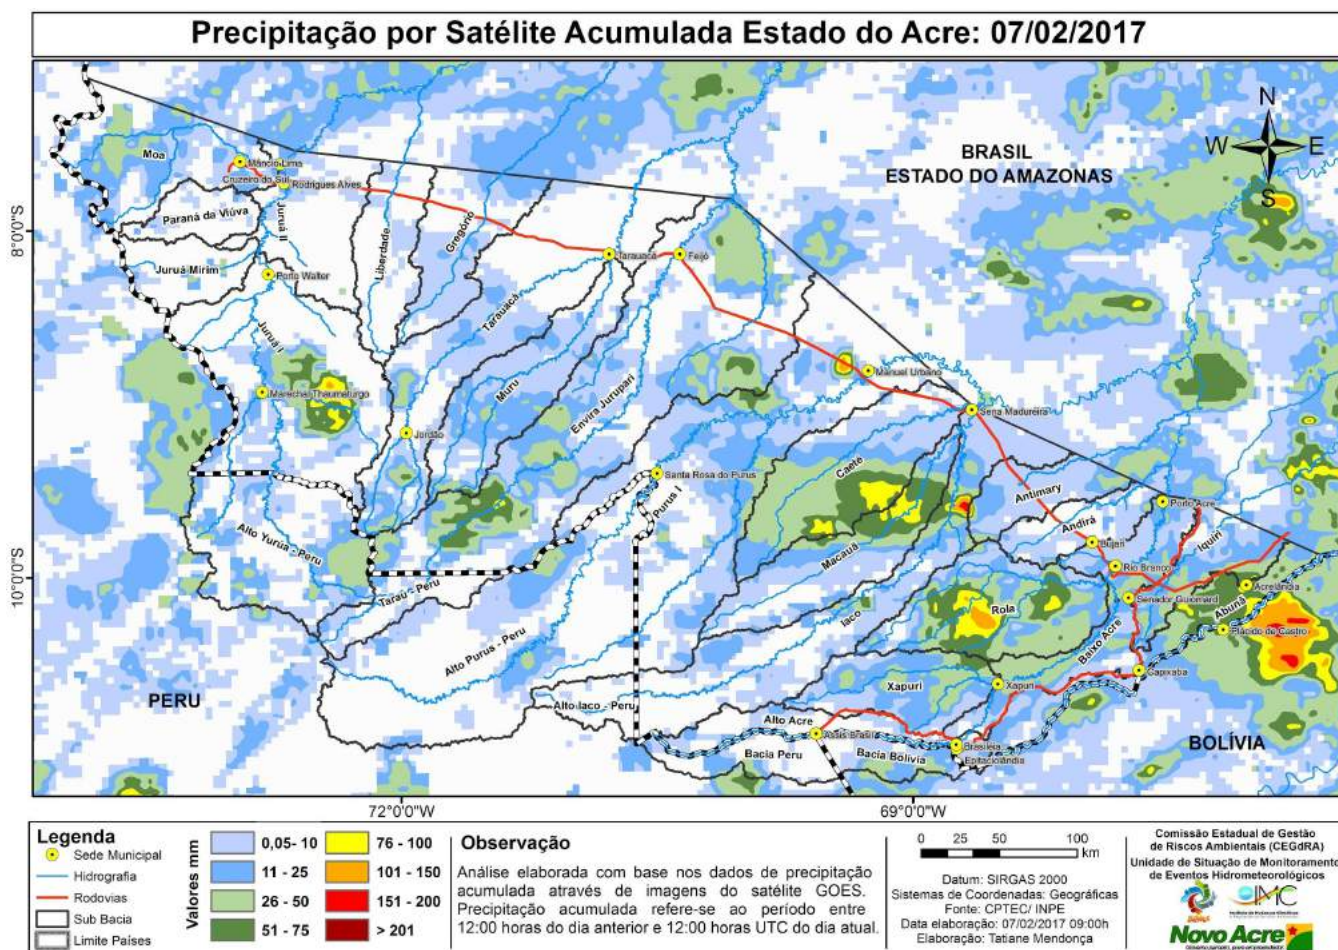 Precipitação por Satélite Acumulada Estado do Acre: 07/02/2017
N
W
E
S
BRASIL
ESTADO DO AMAZONAS
Moa
Mâncio Lima
Cruzeiro do Sul
Rodrigues Alves
Paraná da Viúva
Juruá II
8°0'0"S
Liberdade
Gregório
Tarauacá
Feijó
Juruá Mirim
Porto Walter
Tarauacá
Juruá I
Manuel Urbano
Marechal Thaumaturgo
Muru
Envira Jurupari
Sena Madureira
Jordão
Santa Rosa do Purus
Purus I
Caeté
Antimary
Porto Acre
Andirá
Bujari
Iquiri
Alto Yurúa - Peru
Macauã
Rio Branco
10°0'0"S
Tarau - Peru
Iaco
Rola
Senador Guiomard
Acrelândia
Abunã
Plácido de Castro
Baixo Acre
Alto Purus - Peru
Capixaba
Xapuri
Xapuri
PERU
Alto Iaco - Peru
Alto Acre
Assis Brasil
Brasiléia
Epitaciolândia
Bacia Peru
Bacia Bolívia
BOLÍVIA
72°0'0"W
69°0'0"W
Legenda
Sede Municipal
Hidrografia
Rodovias
Sub Bacia
Limite Países
Valores mm
0,05- 10
11 - 25
26 - 50
51 - 75
76 - 100
101 - 150
151 - 200
> 201
Observação
Análise elaborada com base nos dados de precipitação
acumulada através de imagens do satélite GOES.
Precipitação acumulada refere-se ao período entre
12:00 horas do dia anterior e 12:00 horas UTC do dia atual.
0 25 50 100
km
Datum: SIRGAS 2000
Sistemas de Coordenadas: Geográficas
Fonte: CPTEC/ INPE
Data elaboração: 07/02/2017 09:00h
Elaboração: Tatiane Mendonça
Comissão Estadual de Gestão
de Riscos Ambientais (CEGdRA)
Unidade de Situação de Monitoramento
de Eventos Hidrometeorológicos
IMC
Novo Acre